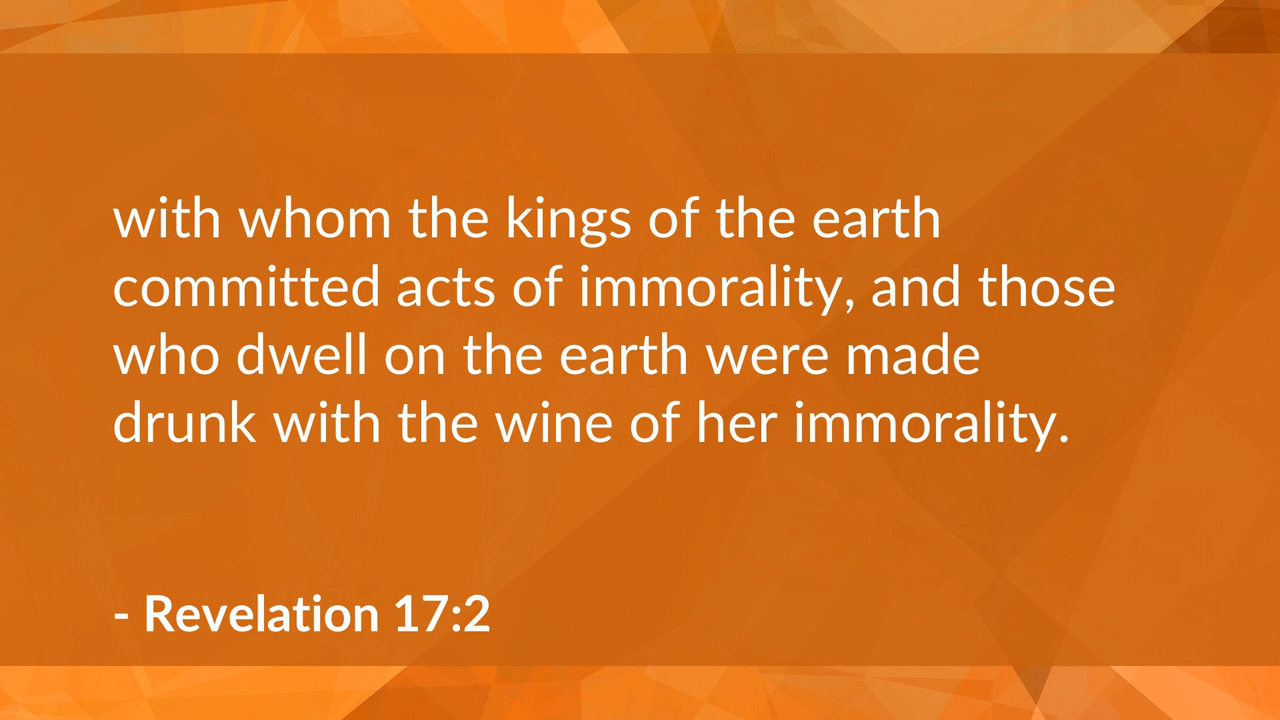 with whom the kings of the earth
committed acts of immorality, and those
who dwell on the earth were made
drunk with the wine of her immorality.
- Revelation 17:2